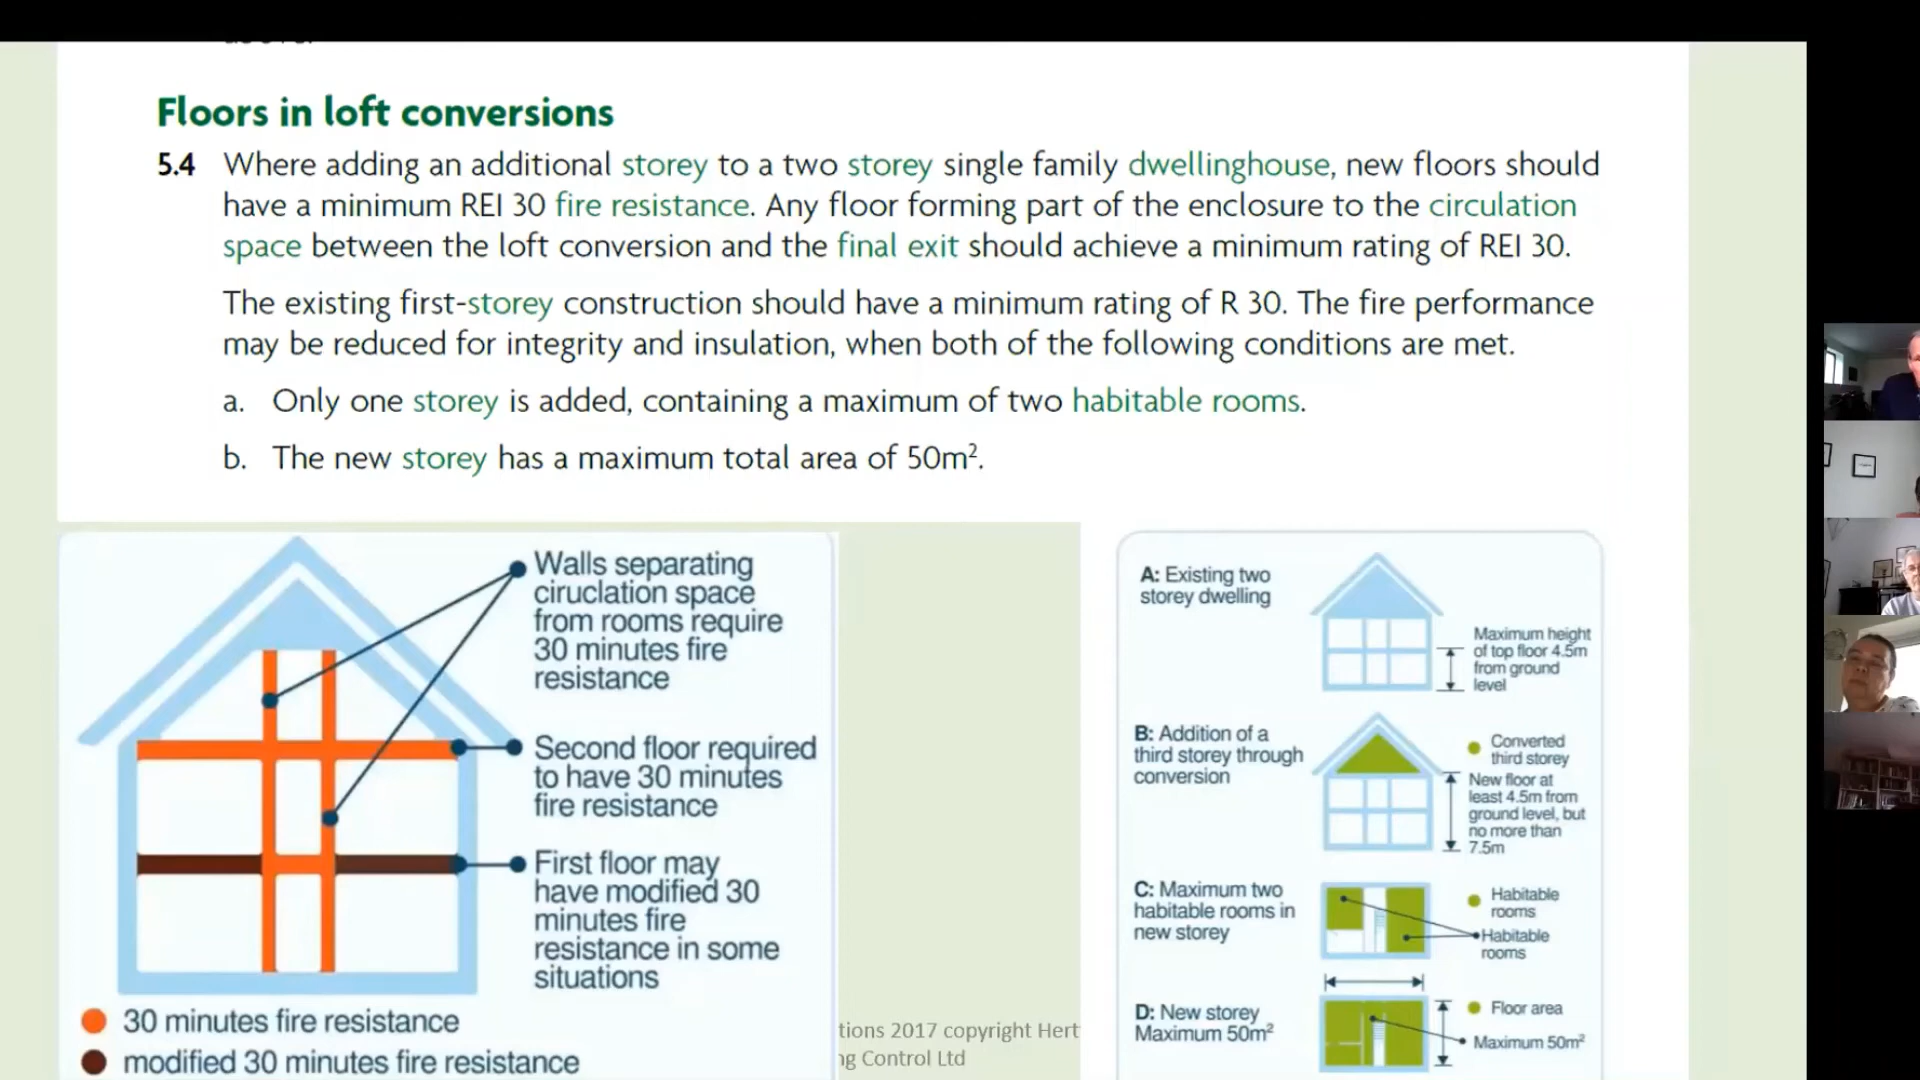 Floors in loft conversions
5.4 Where adding an additional storey to a two storey single family dwellinghouse, new floors should
have a minimum REI 30 fire resistance. Any floor forming part of the enclosure to the circulation
space between the loft conversion and the final exit should achieve a minimum rating of REI 30.
The existing first-storey construction should have a minimum rating of R 30. The fire performance
may be reduced for integrity and insulation, when both of the following conditions are met.
a. Only one storey is added, containing a maximum of two habitable rooms.
b. The new storey has a maximum total area of 50m².
Walls separating
ciruclation space
from rooms require
30 minutes fire
resistance
Second floor required
to have 30 minutes
fire resistance
First floor may
have modified 30
minutes fire
resistance in some
situations
30 minutes fire resistance
modified 30 minutes fire resistance
tions 2017 copyright Hert
ng Control Ltd
A: Existing two
storey dwelling
Maximum height
of top floor 4.5m
from ground
level
B: Addition of a
third storey through
conversion
Converted
third storey
New floor at
least 4.5m from
ground level, but
no more than
7.5m
C: Maximum two
habitable rooms in
new storey
Habitable
rooms
Habitable
rooms
D: New storey
Maximum 50m²
Floor area
Maximum 50m²